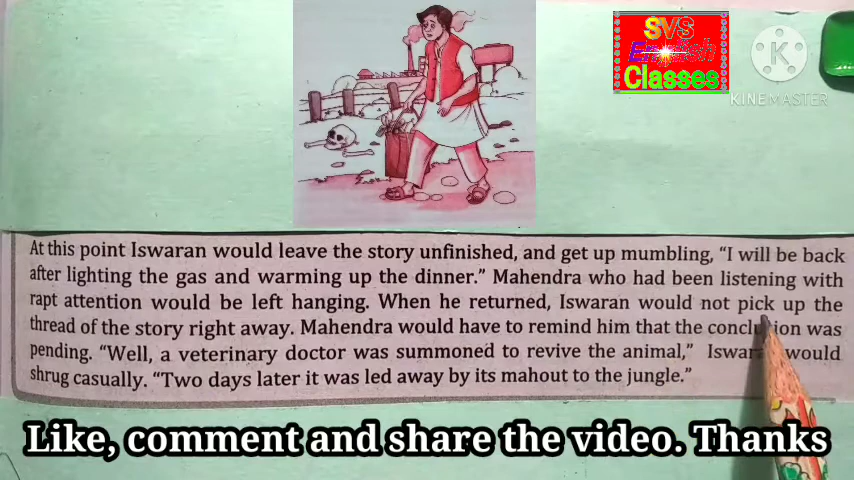 SVS
English
Classes
KINEMASTER
At this point Iswaran would leave the story unfinished, and get up mumbling, “I will be back
after lighting the gas and warming up the dinner.” Mahendra who had been listening with
rapt attention would be left hanging. When he returned, Iswaran would not pick up the
thread of the story right away. Mahendra would have to remind him that the conclusion was
pending. “Well, a veterinary doctor was summoned to revive the animal,” Iswaran would
shrug casually. “Two days later it was led away by its mahout to the jungle.”
Like, comment and share the video. Thanks